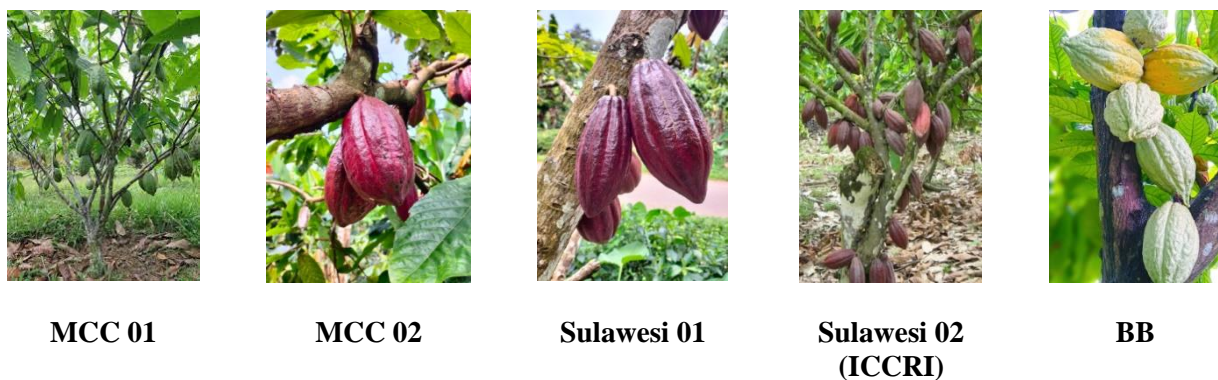 MCC 01
MCC 02
Sulawesi 01
Sulawesi 02
(ICCRI)
BB